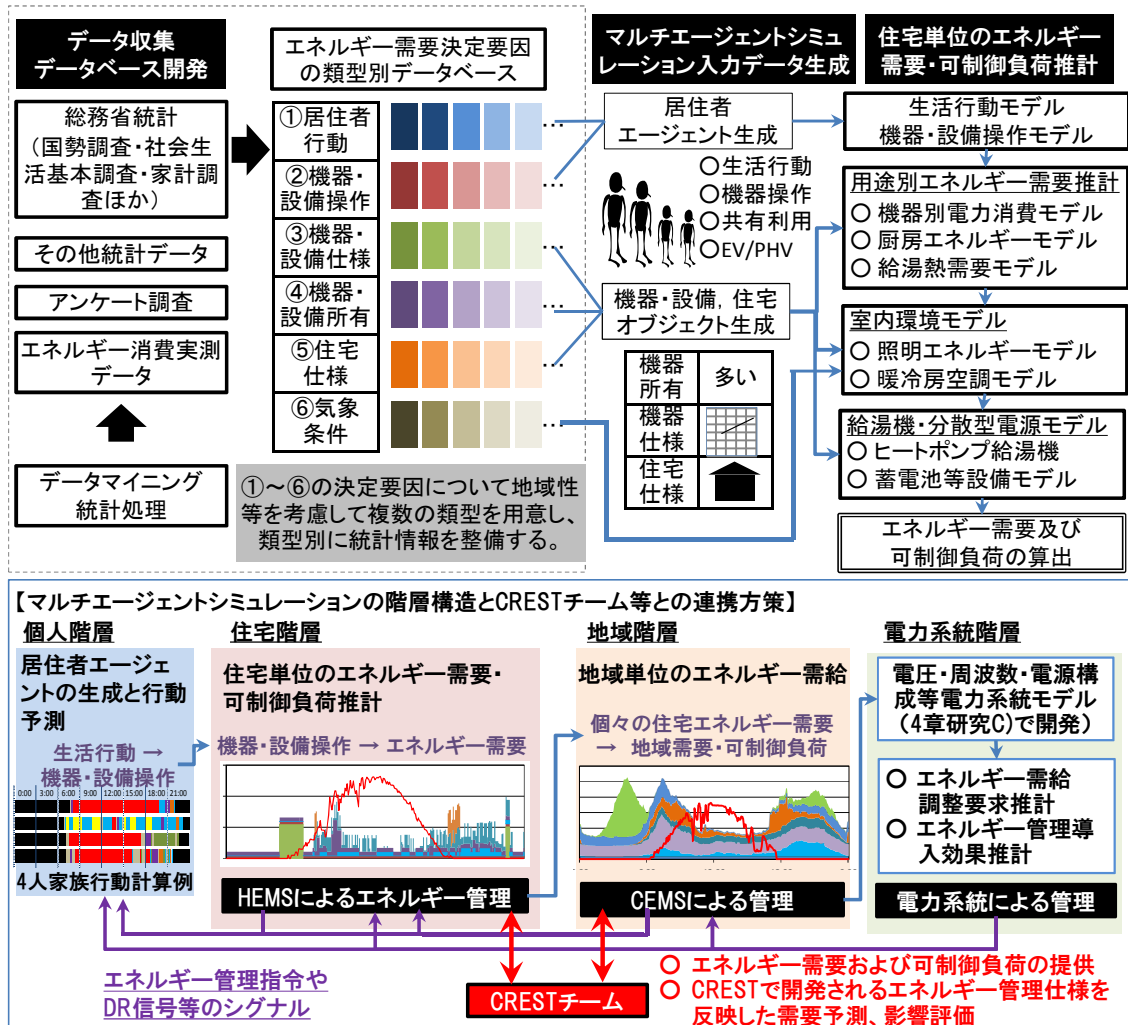 データ収集
データベース開発
総務省統計
（国勢調査・社会生
活基本調査・家計調
査ほか）
その他統計データ
アンケート調査
エネルギー消費実測
データ
データマイニング
統計処理
エネルギー需要決定要因
の類型別データベース
①居住者
行動
…
②機器・
設備操作
…
③機器・
設備仕様
…
④機器・
設備所有
…
⑤住宅
仕様
…
⑥気象
条件
…
①～⑥の決定要因について地域性
等を考慮して複数の類型を用意し、
類型別に統計情報を整備する。
マルチエージェントシミュ
レーション入力データ生成
居住者
エージェント生成
○生活行動
○機器操作
○共有利用
○EV/PHV
機器・設備，住宅
オブジェクト生成
機器
所有
多い
機器
仕様
住宅
仕様
住宅単位のエネルギー
需要・可制御負荷推計
生活行動モデル
機器・設備操作モデル
用途別エネルギー需要推計
○ 機器別電力消費モデル
○ 厨房エネルギーモデル
○ 給湯熱需要モデル
室内環境モデル
○ 照明エネルギーモデル
○ 暖冷房空調モデル
給湯機・分散型電源モデル
○ ヒートポンプ給湯機
○ 蓄電池等設備モデル
エネルギー需要及び
可制御負荷の算出
【マルチエージェントシミュレーションの階層構造とCRESTチーム等との連携方策】
個人階層
居住者エージェ
ントの生成と行動
予測
生活行動 →
機器・設備操作
0:00 3:00 6:00 9:00 12:00 15:00 18:00 21:00
4人家族行動計算例
住宅階層
住宅単位のエネルギー需要・
可制御負荷推計
機器・設備操作 → エネルギー需要
HEMSによるエネルギー管理
地域階層
地域単位のエネルギー需給
個々の住宅エネルギー需要
→ 地域需要・可制御負荷
CEMSによる管理
電力系統階層
電圧・周波数・電源構
成等電力系統モデル
（4章研究C）で開発）
○ エネルギー需給
調整要求推計
○ エネルギー管理導
入効果推計
電力系統による管理
エネルギー管理指令や
DR信号等のシグナル
CRESTチーム
○ エネルギー需要および可制御負荷の提供
○ CRESTで開発されるエネルギー管理仕様を
反映した需要予測、影響評価